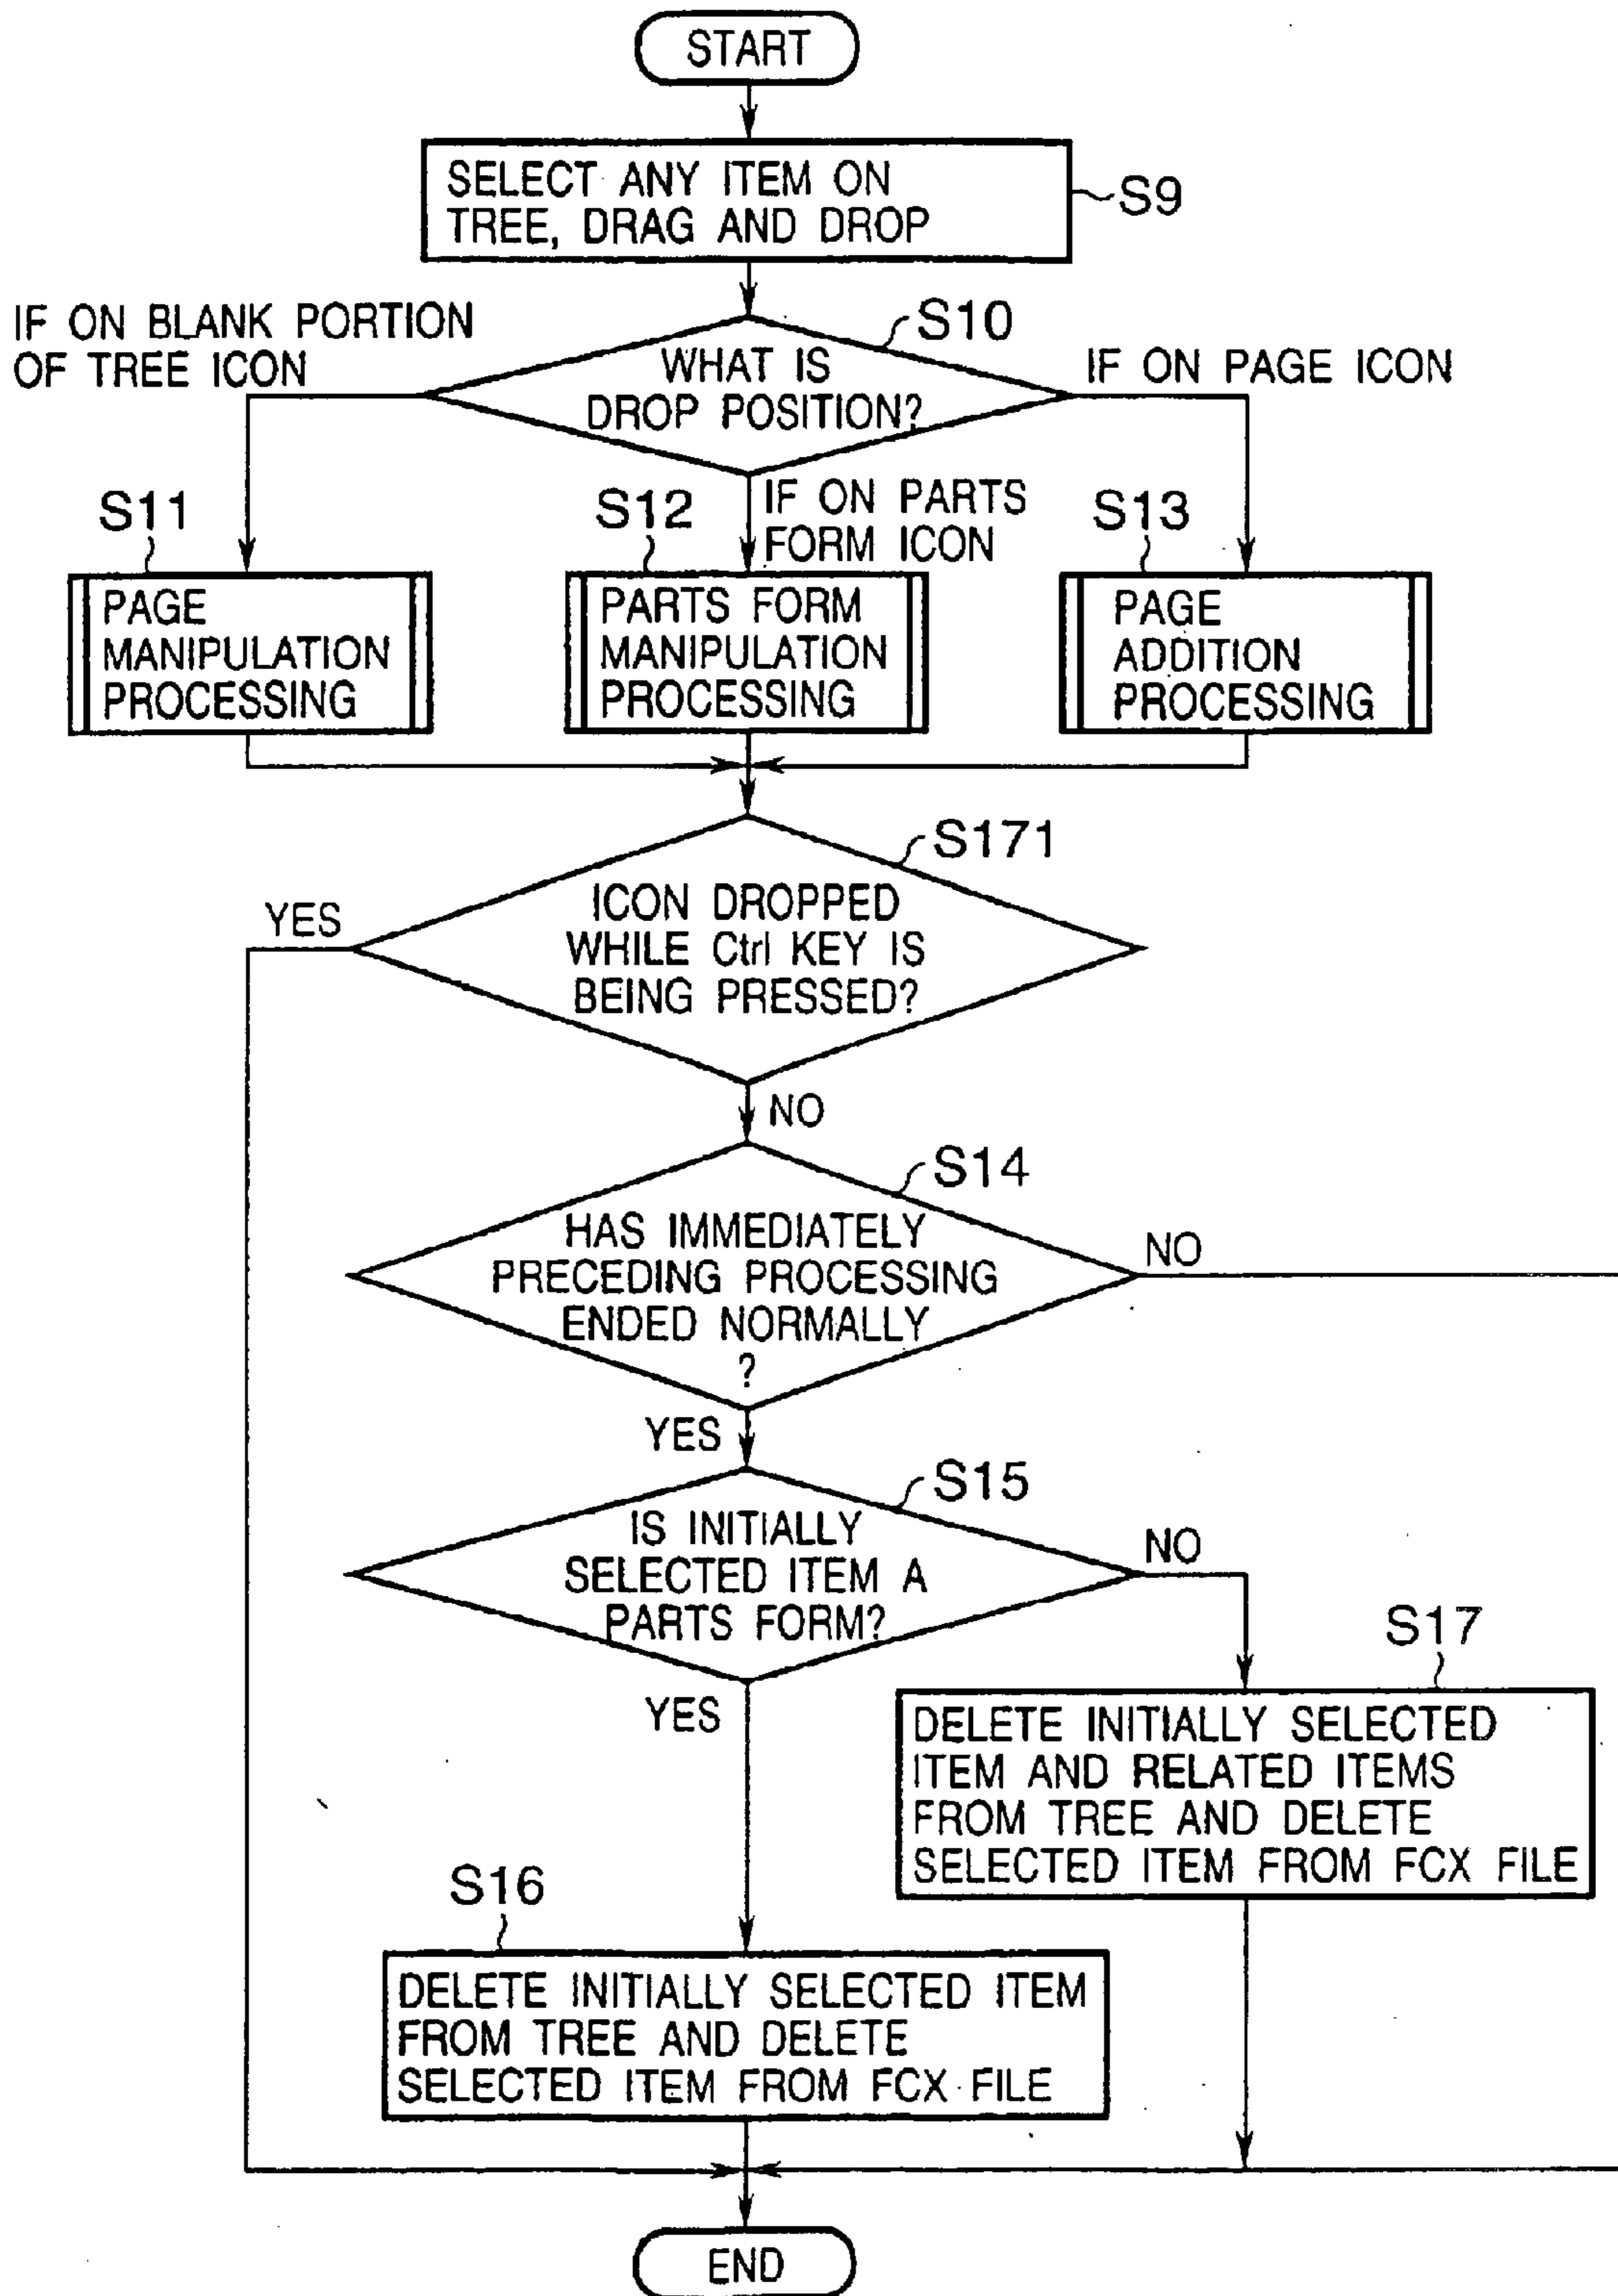 START
SELECT ANY ITEM ON
TREE, DRAG AND DROP
S9
IF ON BLANK PORTION
OF TREE ICON
S10
WHAT IS
DROP POSITION?
IF ON PAGE ICON
S11
S12
IF ON PARTS
FORM ICON
S13
PAGE
MANIPULATION
PROCESSING
PARTS FORM
MANIPULATION
PROCESSING
PAGE
ADDITION
PROCESSING
S171
ICON DROPPED
WHILE Ctrl KEY IS
BEING PRESSED?
YES
NO
S14
HAS IMMEDIATELY
PRECEDING PROCESSING
ENDED NORMALLY
?
NO
YES
S15
IS INITIALLY
SELECTED ITEM A
PARTS FORM?
NO
YES
S17
DELETE INITIALLY SELECTED
ITEM AND RELATED ITEMS
FROM TREE AND DELETE
SELECTED ITEM FROM FCX FILE
S16
DELETE INITIALLY SELECTED ITEM
FROM TREE AND DELETE
SELECTED ITEM FROM FCX FILE
END